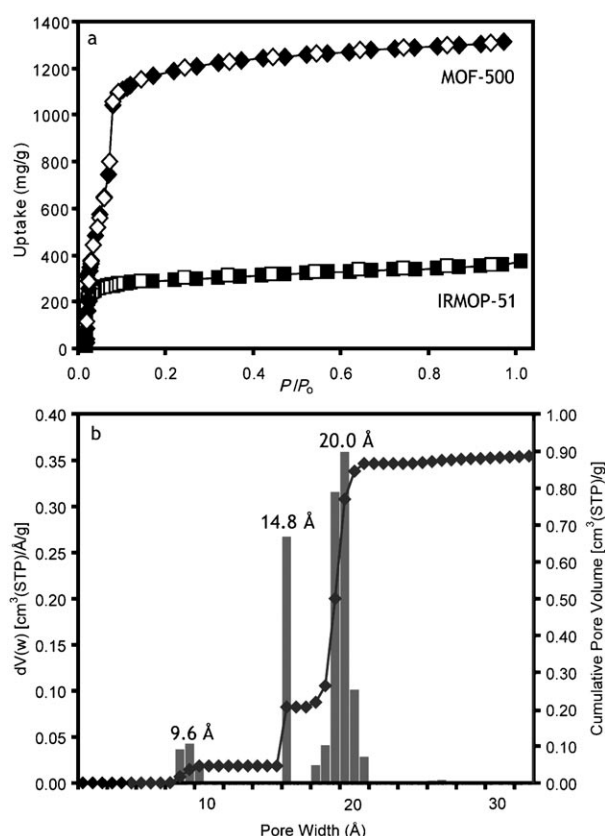 a
1400
1200
1000
800
600
400
200
0
Uptake (mg/g)
MOF-500
IRMOP-51
0.0 0.2 0.4 0.6 0.8 1.0
P/P₀
b
0.40
0.35
0.30
0.25
0.20
0.15
0.10
0.05
0.00
dV(w) [cm³(STP)/Å/g]
9.6 Å
14.8 Å
20.0 Å
1.00
0.90
0.80
0.70
0.60
0.50
0.40
0.30
0.20
0.10
0.00
Cumulative Pore Volume [cm³(STP)/g]
10 20 30
Pore Width (Å)